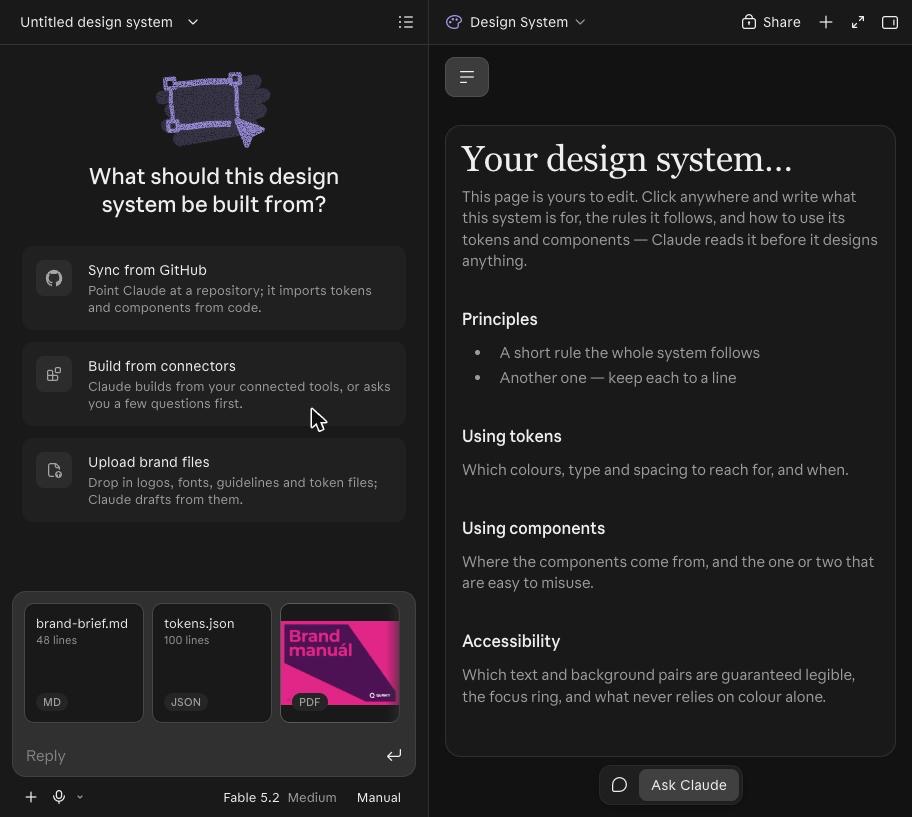 Untitled design system
What should this design
system be built from?
Sync from GitHub
Point Claude at a repository; it imports tokens
and components from code.
Build from connectors
Claude builds from your connected tools, or asks
you a few questions first.
Upload brand files
Drop in logos, fonts, guidelines and token files;
Claude drafts from them.
brand-brief.md
48 lines
MD
tokens.json
100 lines
JSON
Brand
manuál
PDF
Reply
Fable 5.2 Medium Manual
Design System
Share
Your design system...
This page is yours to edit. Click anywhere and write what
this system is for, the rules it follows, and how to use its
tokens and components — Claude reads it before it designs
anything.
Principles
• A short rule the whole system follows
• Another one — keep each to a line
Using tokens
Which colours, type and spacing to reach for, and when.
Using components
Where the components come from, and the one or two that
are easy to misuse.
Accessibility
Which text and background pairs are guaranteed legible,
the focus ring, and what never relies on colour alone.
Ask Claude